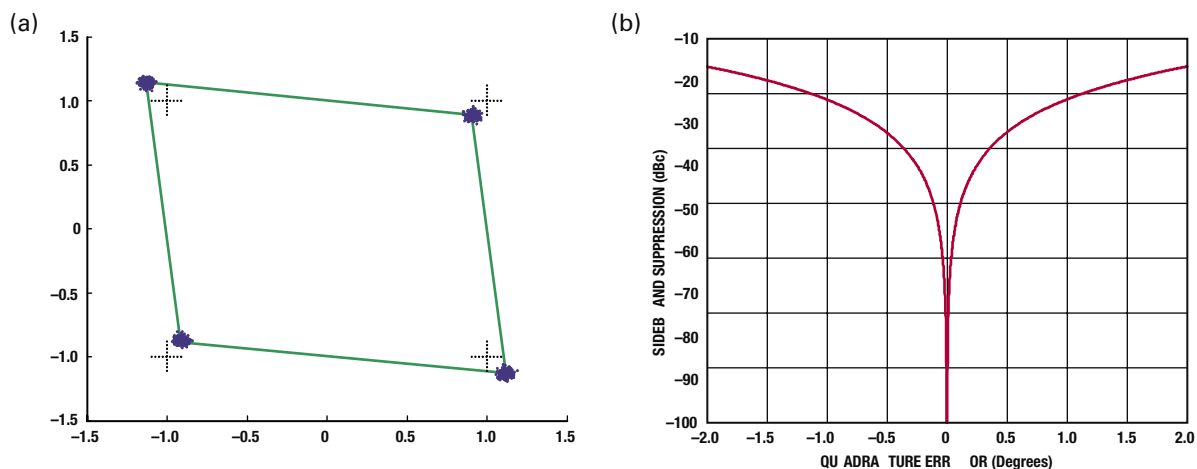 (a)
1.5
1.0
0.5
0
–0.5
–1.0
–1.5
–1.5 –1.0 –0.5 0 0.5 1.0 1.5
(b)
–10
–20
–30
–40
–50
–60
–70
–80
–90
–100
SIDEB AND SUPPRESSION (dBc)
–2.0 –1.5 –1.0 –0.5 0 0.5 1.0 1.5 2.0
QU ADRA TURE ERR OR (Degrees)